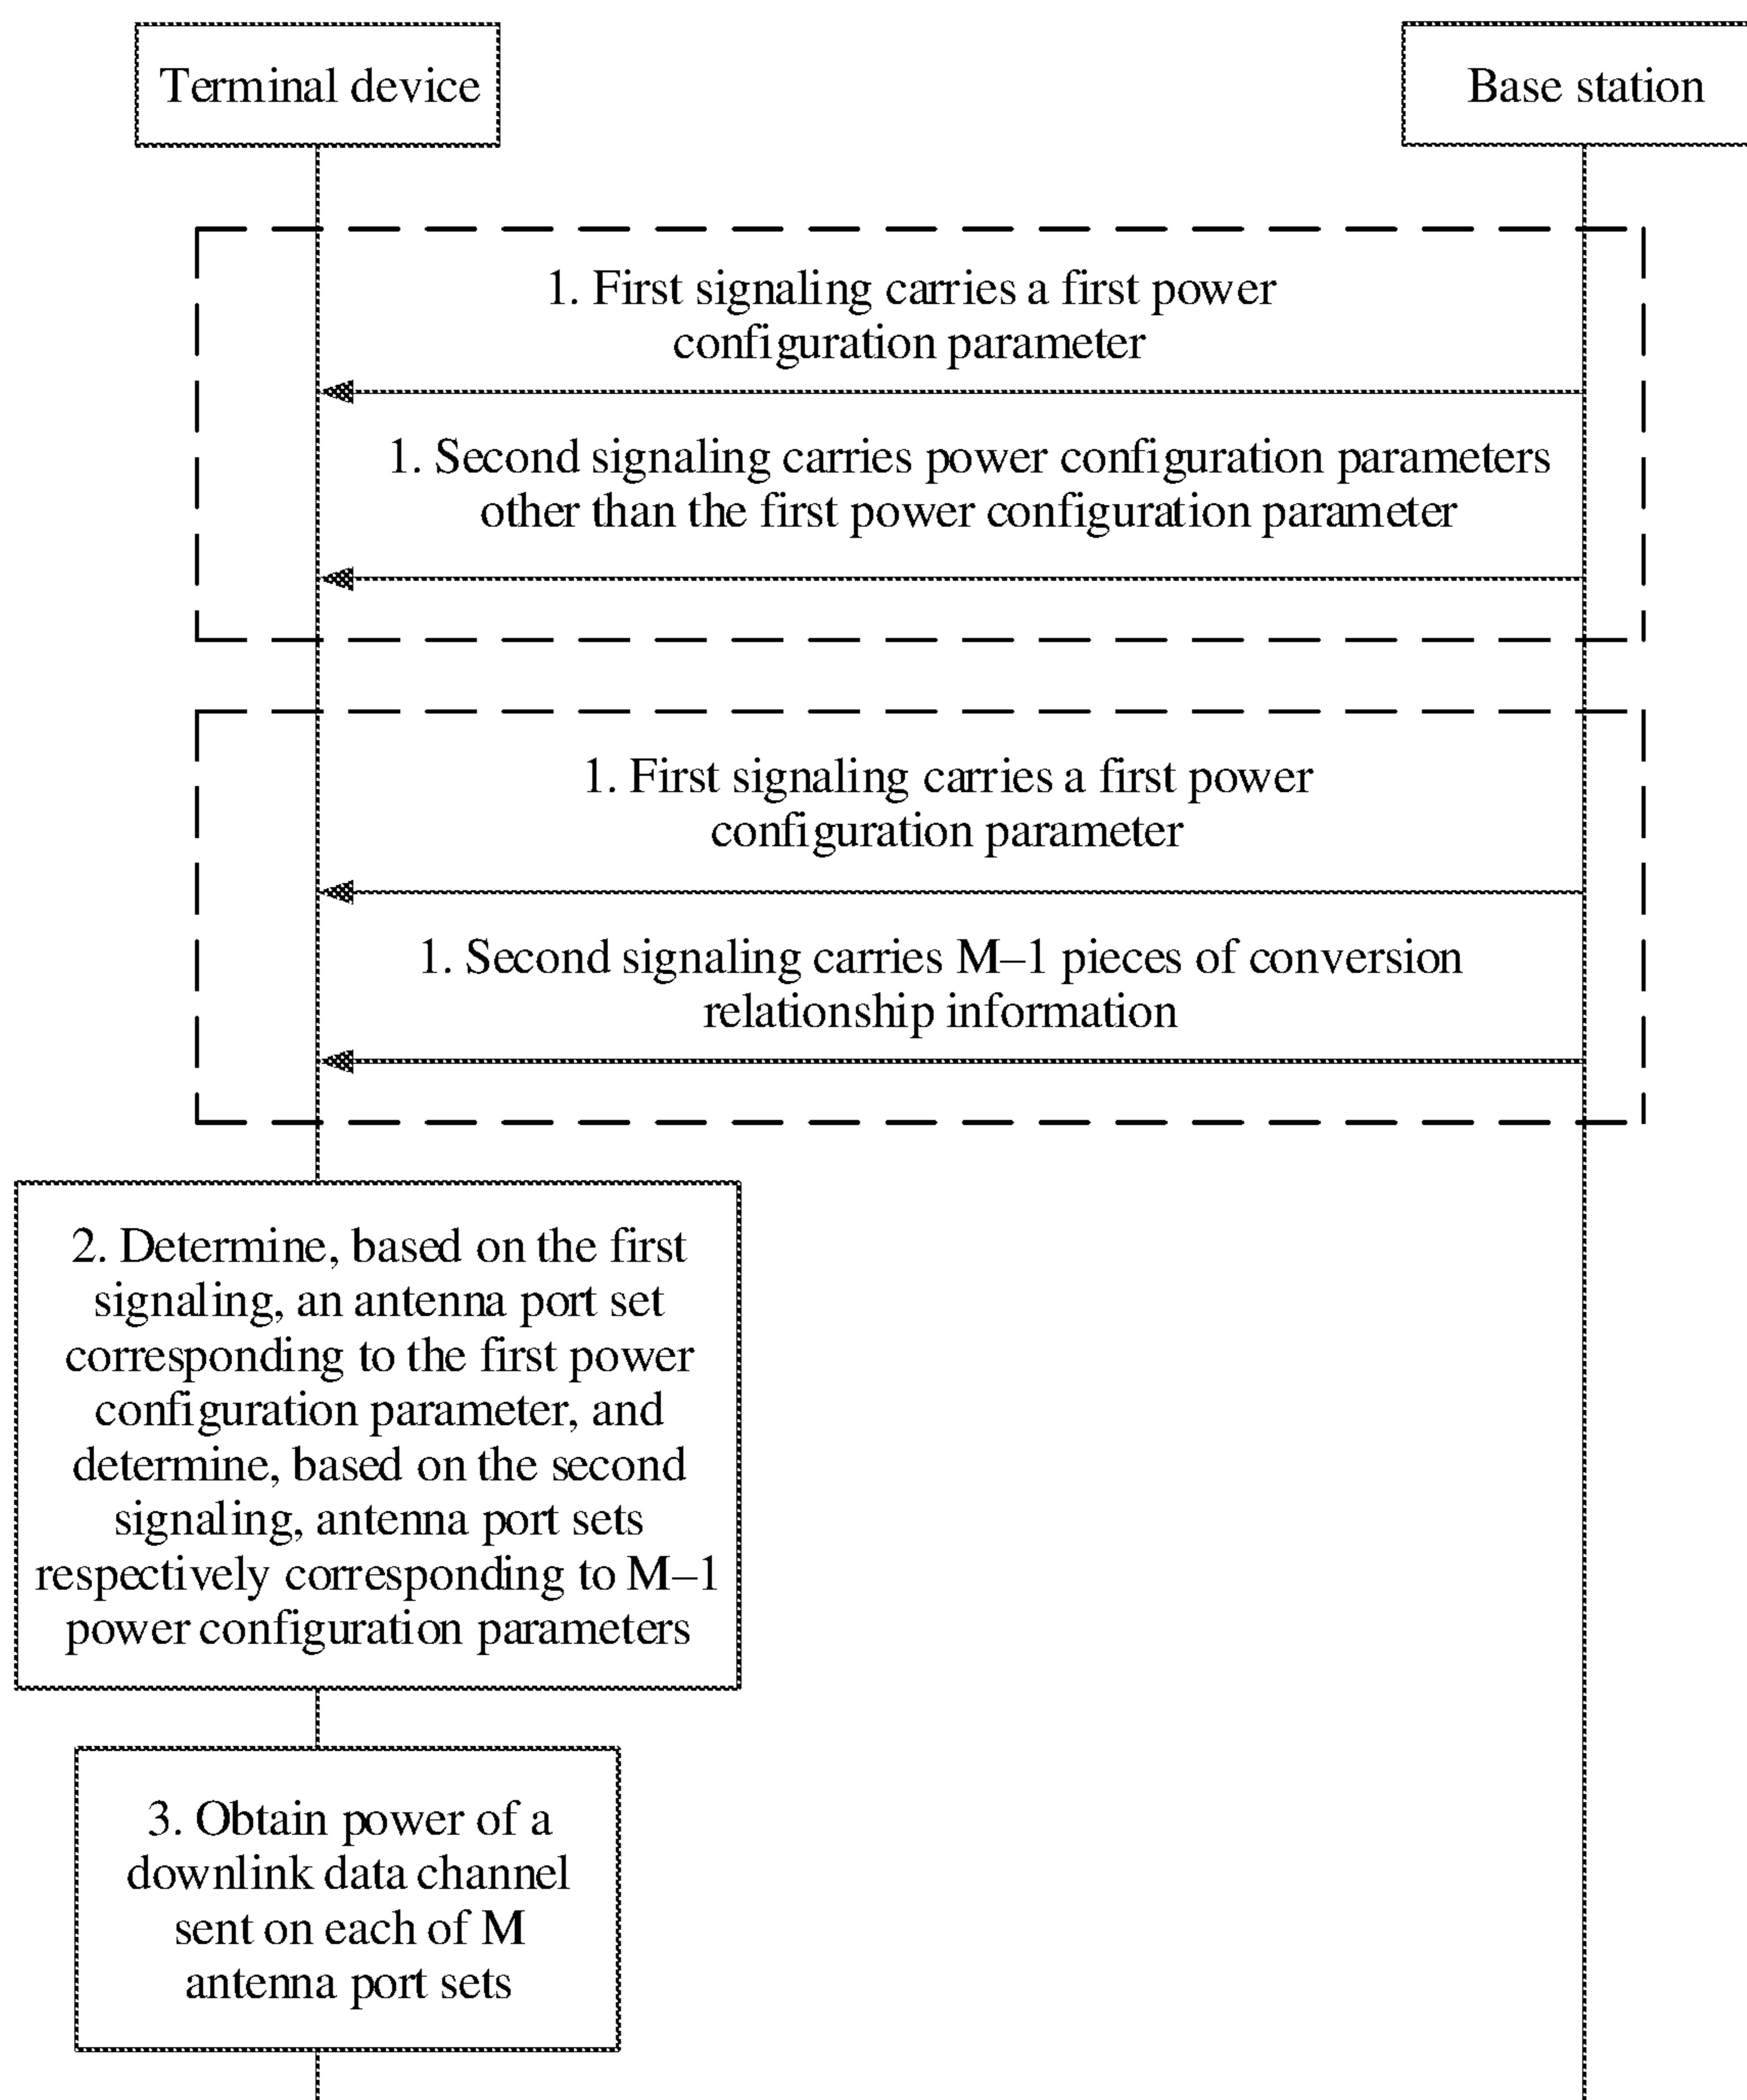 Terminal device
Base station
1. First signaling carries a first power
configuration parameter
1. Second signaling carries power configuration parameters
other than the first power configuration parameter
1. First signaling carries a first power
configuration parameter
1. Second signaling carries M–1 pieces of conversion
relationship information
2. Determine, based on the first
signaling, an antenna port set
corresponding to the first power
configuration parameter, and
determine, based on the second
signaling, antenna port sets
respectively corresponding to M–1
power configuration parameters
3. Obtain power of a
downlink data channel
sent on each of M
antenna port sets